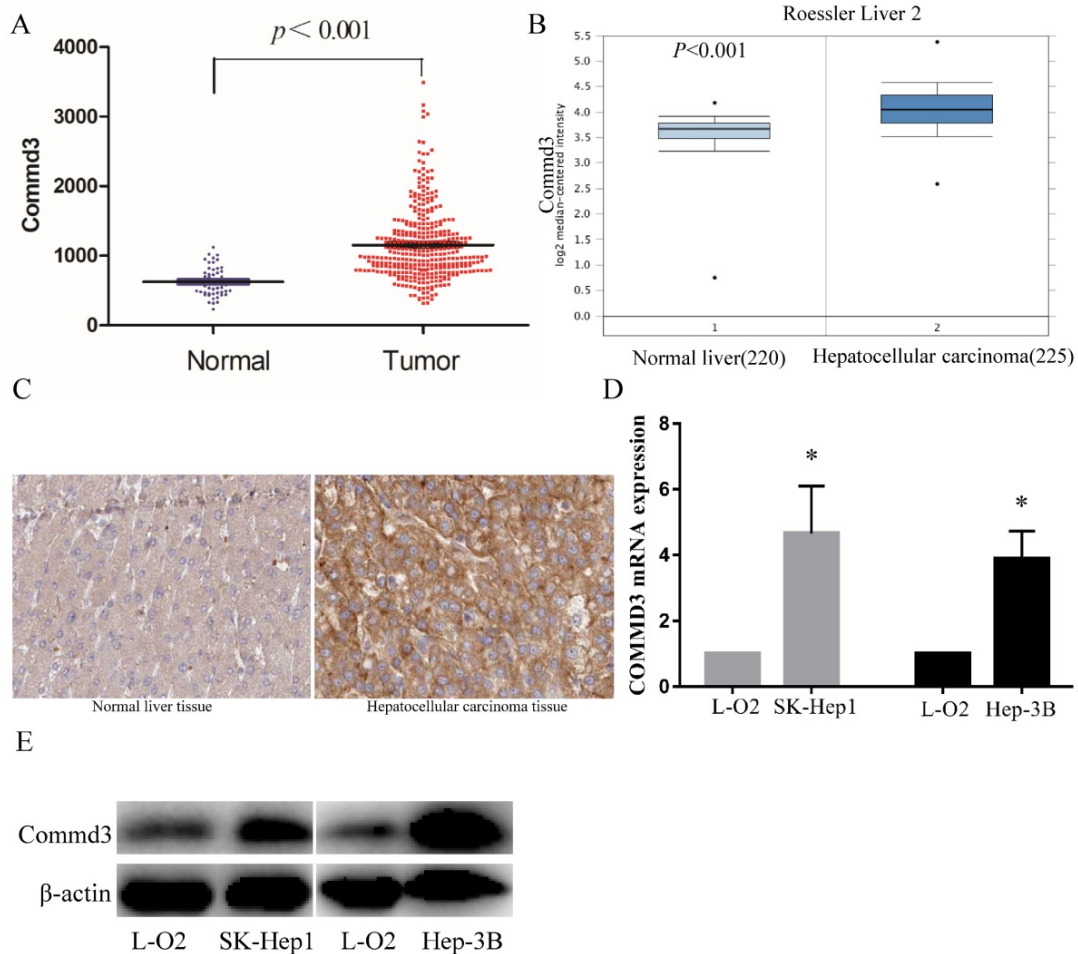 A
p< 0.001
Commd3
4000
3000
2000
1000
0
Normal
Tumor
B
Roessler Liver 2
P<0.001
Commd3
log2 median-centered intensity
5.5
5.0
4.5
4.0
3.5
3.0
2.5
2.0
1.5
1.0
0.5
0.0
1
2
Normal liver(220)
Hepatocellular carcinoma(225)
C
Normal liver tissue
Hepatocellular carcinoma tissue
D
COMMD3 mRNA expression
8
6
4
2
0
*
*
L-O2
SK-Hep1
L-O2
Hep-3B
E
Commd3
β-actin
L-O2
SK-Hep1
L-O2
Hep-3B